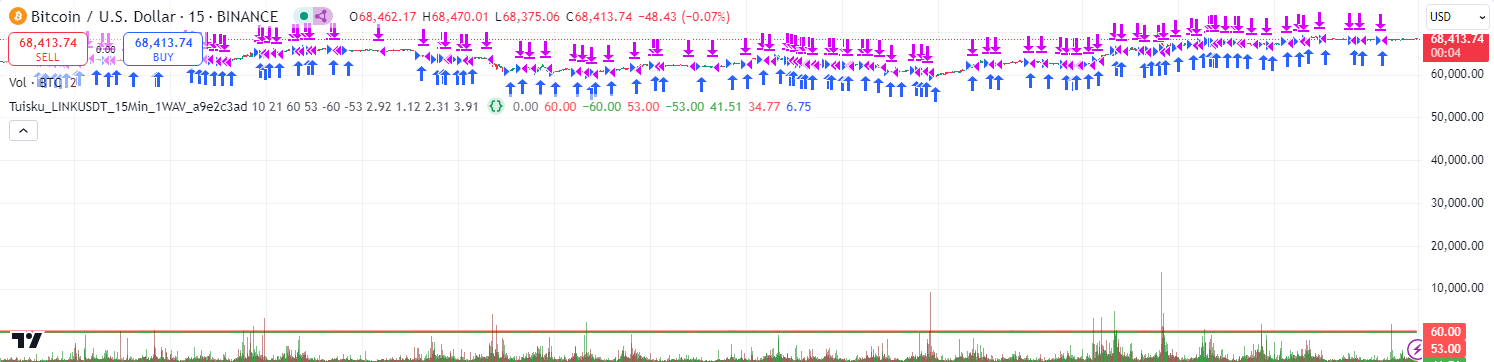 Bitcoin / U.S. Dollar · 15 · BINANCE O68,462.17 H68,470.01 L68,375.06 C68,413.74 −48.43 (−0.07%)
USD
68,413.74 SELL
0.00
68,413.74 BUY
68,413.74
00:04
Vol · BTC 2
60,000.00
Tuisku_LINKUSDT_15Min_1WAV_a9e2c3ad 10 21 60 53 -60 -53 2.92 1.12 2.31 3.91 {} 0.00 60.00 −60.00 53.00 −53.00 41.51 34.77 6.75
50,000.00
40,000.00
30,000.00
20,000.00
10,000.00
60.00
53.00